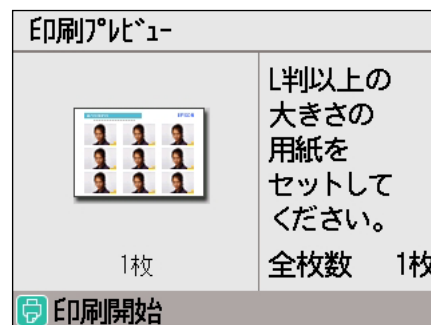 印刷ﾌﾟﾚﾋﾞｭｰ
L判以上の
大きさの
用紙を
セットして
ください。
1枚
全枚数 1枚
印刷開始